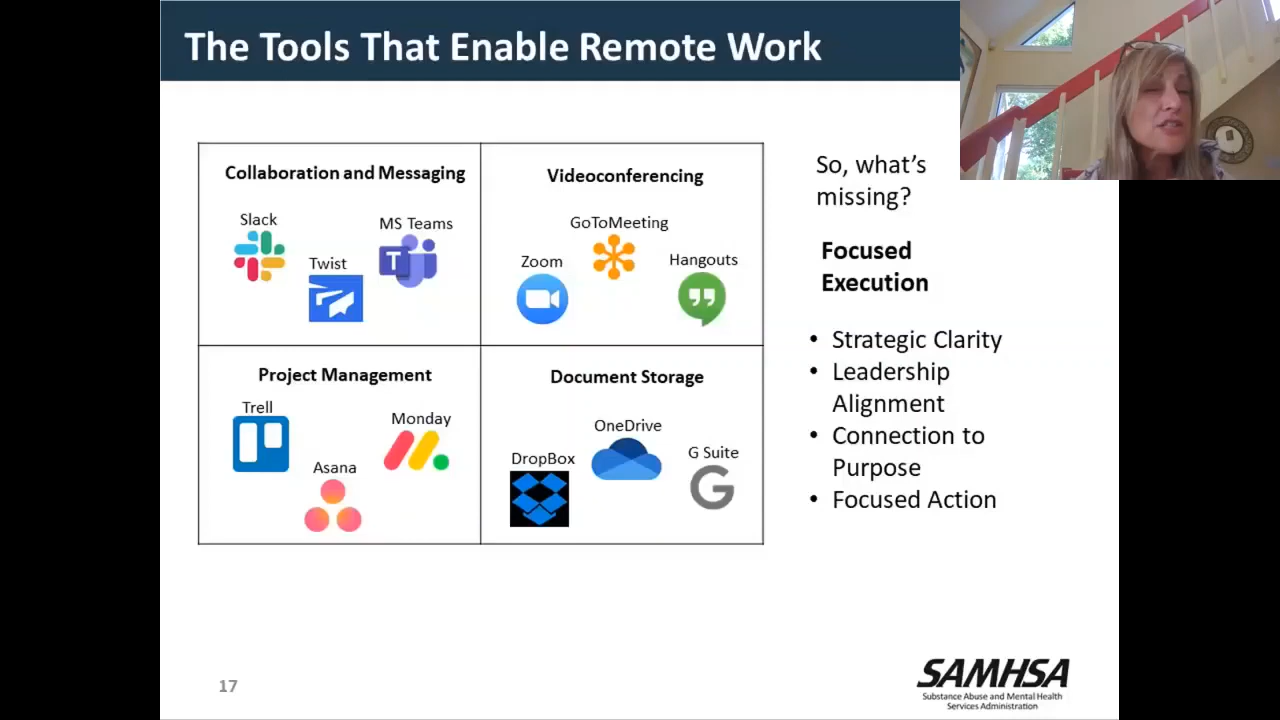 The Tools That Enable Remote Work
Collaboration and Messaging
Slack
Twist
MS Teams
T
Videoconferencing
GoToMeeting
Zoom
Hangouts
Project Management
Trell
Asana
Monday
Document Storage
DropBox
OneDrive
G Suite
G
So, what's
missing?
Focused
Execution
• Strategic Clarity
• Leadership
Alignment
• Connection to
Purpose
• Focused Action
17
SAMHSA
Substance Abuse and Mental Health
Services Administration